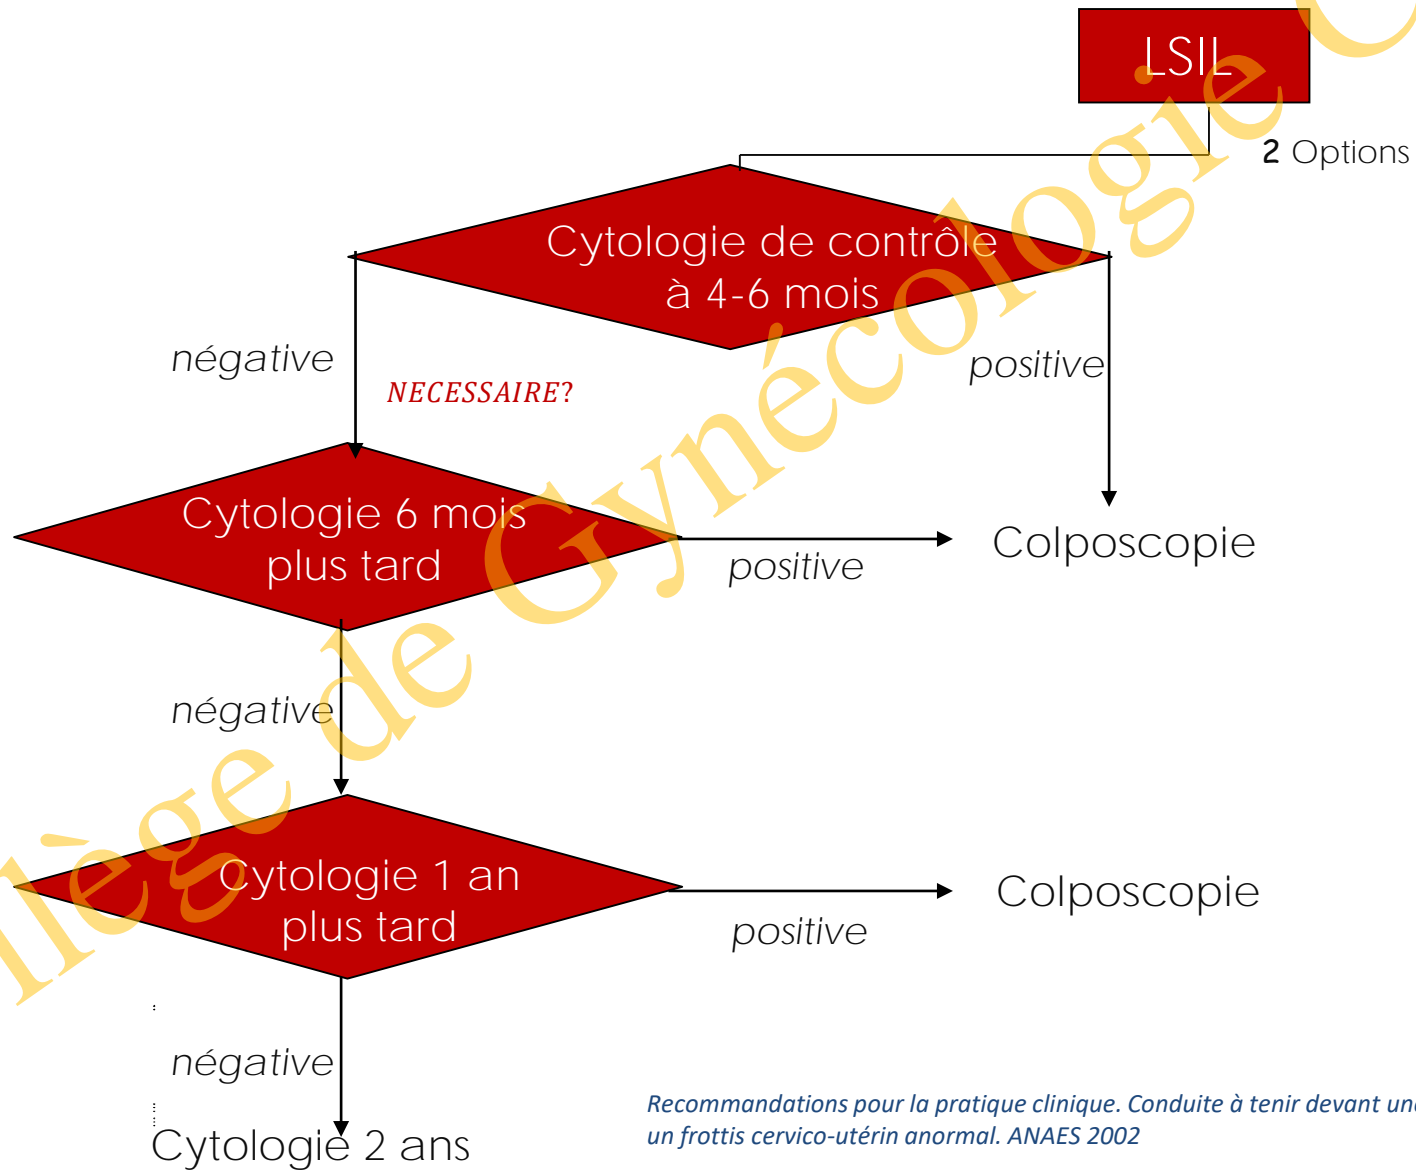 LSIL
2 Options
Cytologie de contrôle
à 4-6 mois
négative
positive
NECESSAIRE?
Cytologie 6 mois
plus tard
positive
Colposcopie
négative
Cytologie 1 an
plus tard
positive
Colposcopie
négative
Cytologie 2 ans
Recommandations pour la pratique clinique. Conduite à tenir devant
un frottis cervico-utérin anormal. ANAES 2002
de Gynécologie